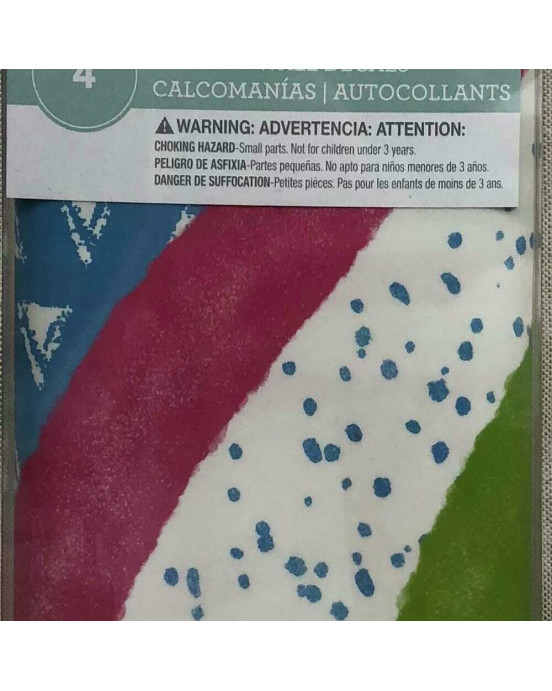 4
WALL DECALS
CALCOMANÍAS | AUTOCOLLANTS
⚠ WARNING: ADVERTENCIA: ATTENTION:
CHOKING HAZARD-Small parts. Not for children under 3 years.
PELIGRO DE ASFIXIA-Partes pequeñas. No apto para niños menores de 3 años.
DANGER DE SUFFOCATION-Petites pièces. Pas pour les enfants de moins de 3 ans.